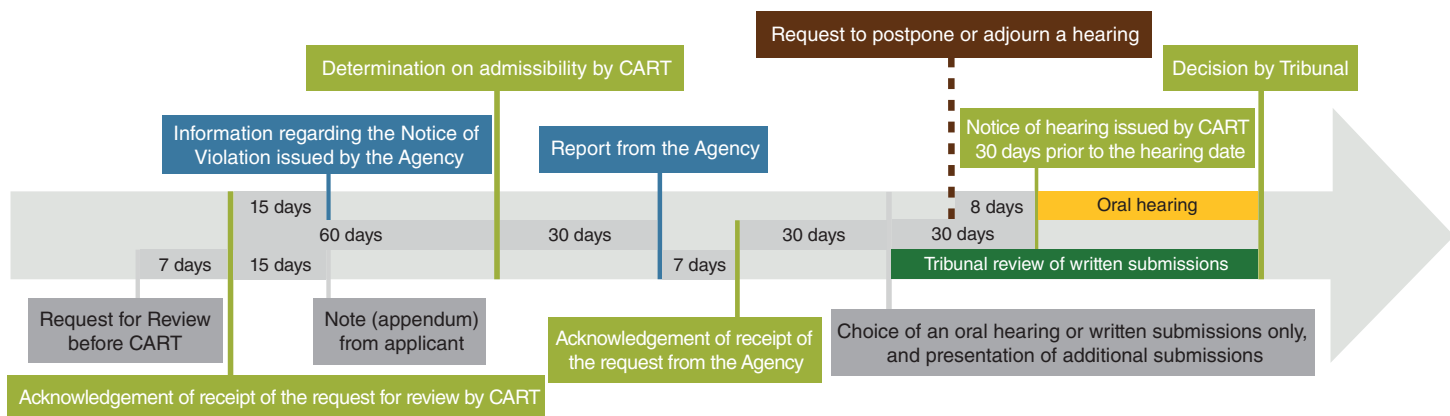 Request to postpone or adjourn a hearing
Determination on admissibility by CART
Decision by Tribunal
Information regarding the Notice of
Violation issued by the Agency
Report from the Agency
Notice of hearing issued by CART
30 days prior to the hearing date
15 days
8 days
Oral hearing
60 days
30 days
30 days
30 days
7 days
15 days
7 days
Tribunal review of written submissions
Request for Review
before CART
Note (appendum)
from applicant
Acknowledgement of receipt of
the request from the Agency
Choice of an oral hearing or written submissions only,
and presentation of additional submissions
Acknowledgement of receipt of the request for review by CART